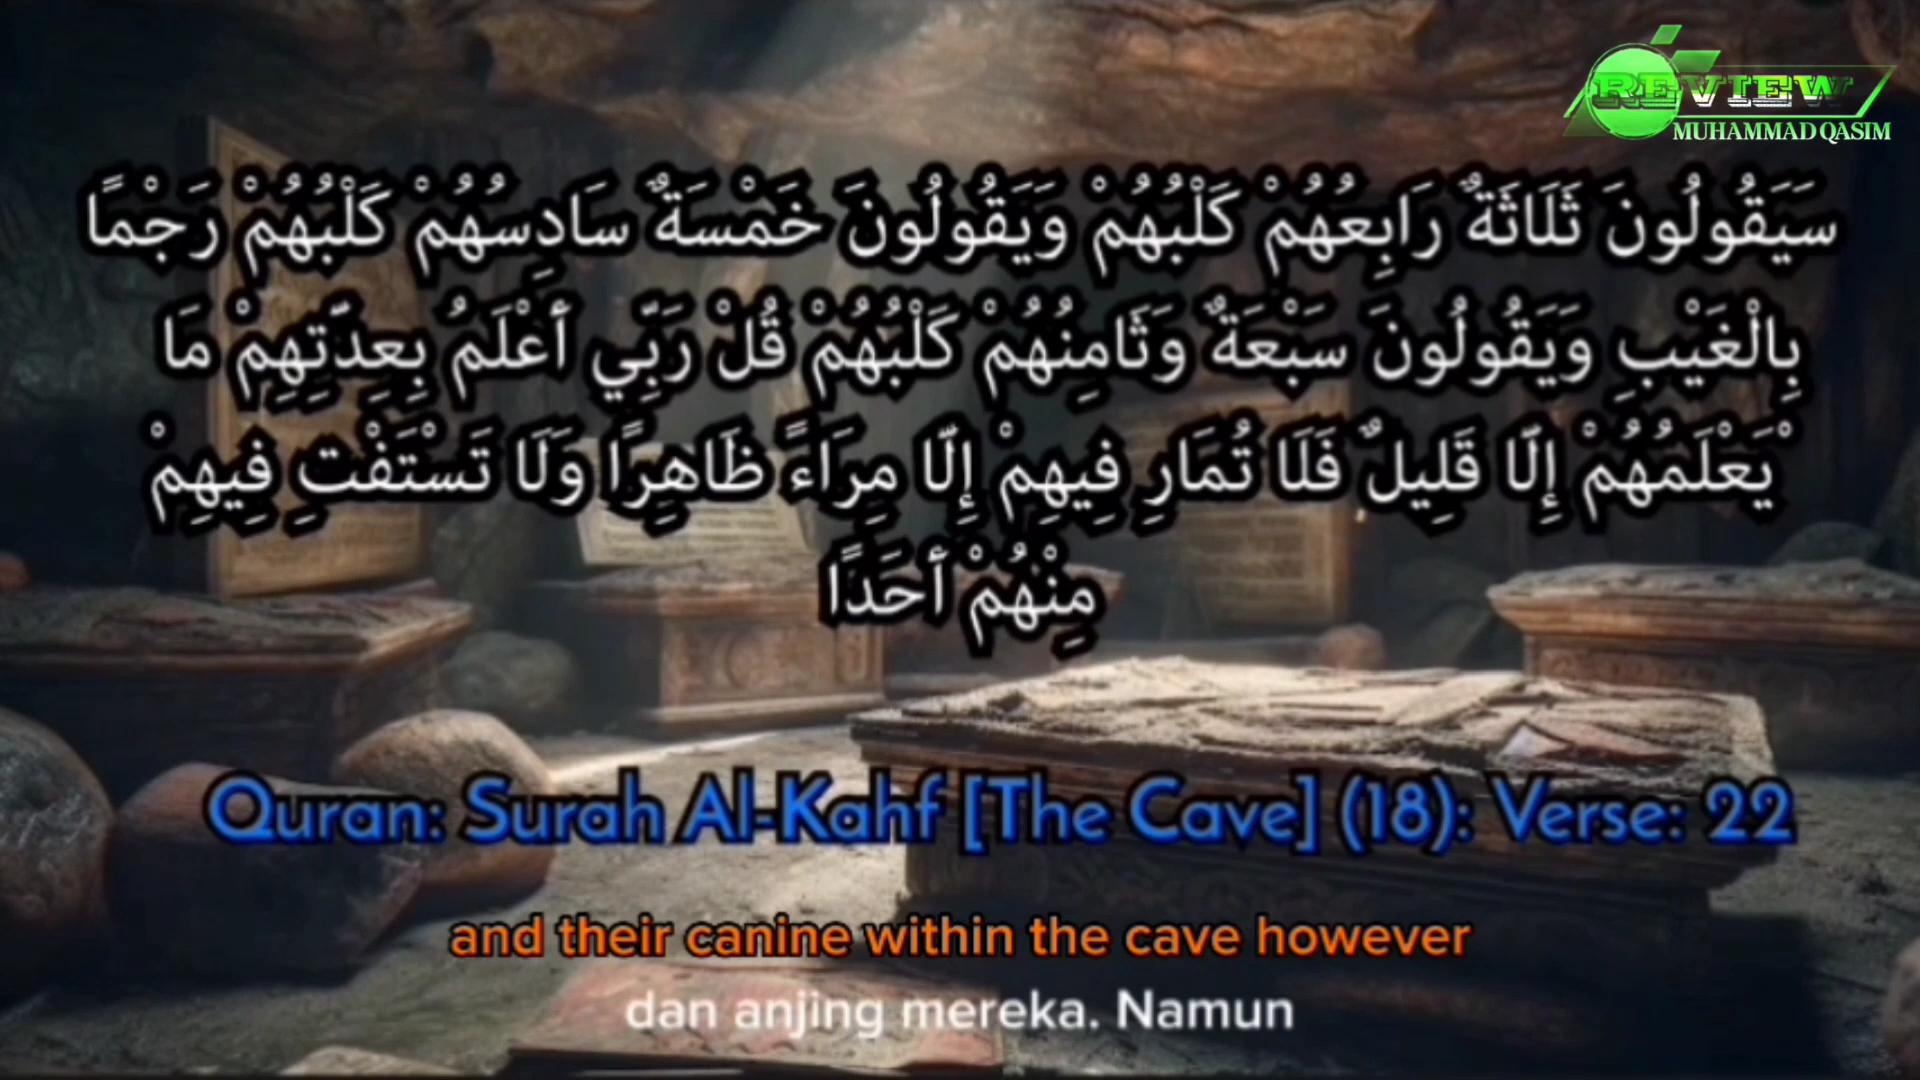 REVIEW
MUHAMMAD QASIM
سَيَقُولُونَ ثَلَاثَةٌ رَابِعُهُمْ كَلْبُهُمْ وَيَقُولُونَ خَمْسَةٌ سَادِسُهُمْ كَلْبُهُمْ رَجْمًا
بِالْغَيْبِ وَيَقُولُونَ سَبْعَةٌ وَثَامِنُهُمْ كَلْبُهُمْ قُلْ رَبِّي أَعْلَمُ بِعِدَّتِهِمْ مَا
يَعْلَمُهُمْ إِلَّا قَلِيلٌ فَلَا تُمَارِ فِيهِمْ إِلَّا مِرَاءً ظَاهِرًا وَلَا تَسْتَفْتِ فِيهِمْ
مِنْهُمْ أَحَدًا
Quran: Surah Al-Kahf [The Cave] (18): Verse: 22
and their canine within the cave however
dan anjing mereka. Namun